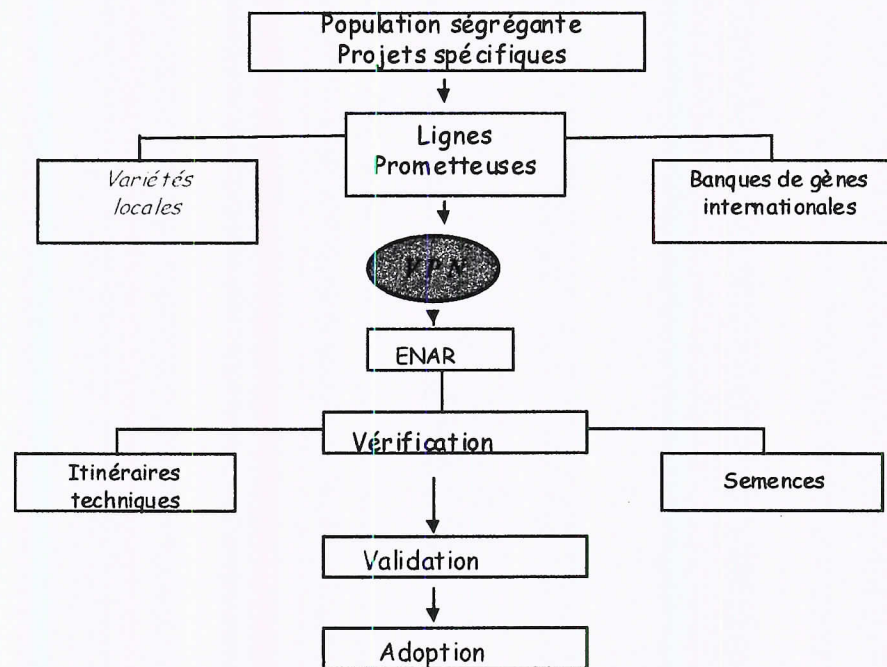 Population ségrégante
Projets spécifiques
Lignes
Prometteuses
Variétés
locales
Banques de gènes
internationales
VPN
ENAR
Vérification
Itinéraires
techniques
Semences
Validation
Adoption